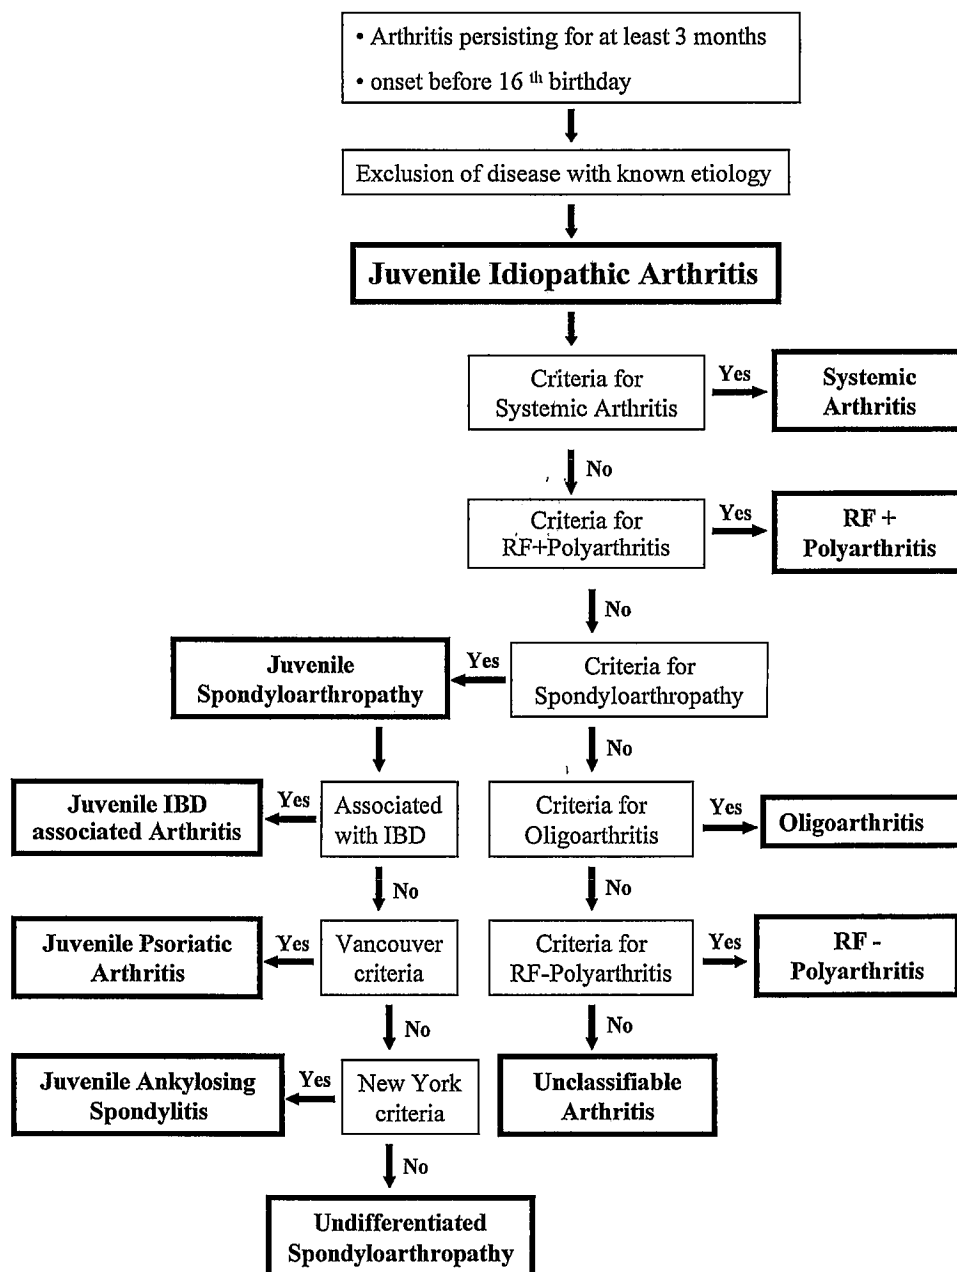 • Arthritis persisting for at least 3 months
• onset before 16 th birthday
Exclusion of disease with known etiology
Juvenile Idiopathic Arthritis
Criteria for
Systemic Arthritis
Yes
Systemic
Arthritis
No
Criteria for
RF+Polyarthritis
Yes
RF +
Polyarthritis
No
Criteria for
Spondyloarthropathy
Yes
Juvenile
Spondyloarthropathy
No
Juvenile IBD
associated Arthritis
Yes
Associated
with IBD
Criteria for
Oligoarthritis
Yes
Oligoarthritis
No
No
Juvenile Psoriatic
Arthritis
Yes
Vancouver
criteria
Criteria for
RF-Polyarthritis
Yes
RF -
Polyarthritis
No
No
Juvenile Ankylosing
Spondylitis
Yes
New York
criteria
Unclassifiable
Arthritis
No
Undifferentiated
Spondyloarthropathy